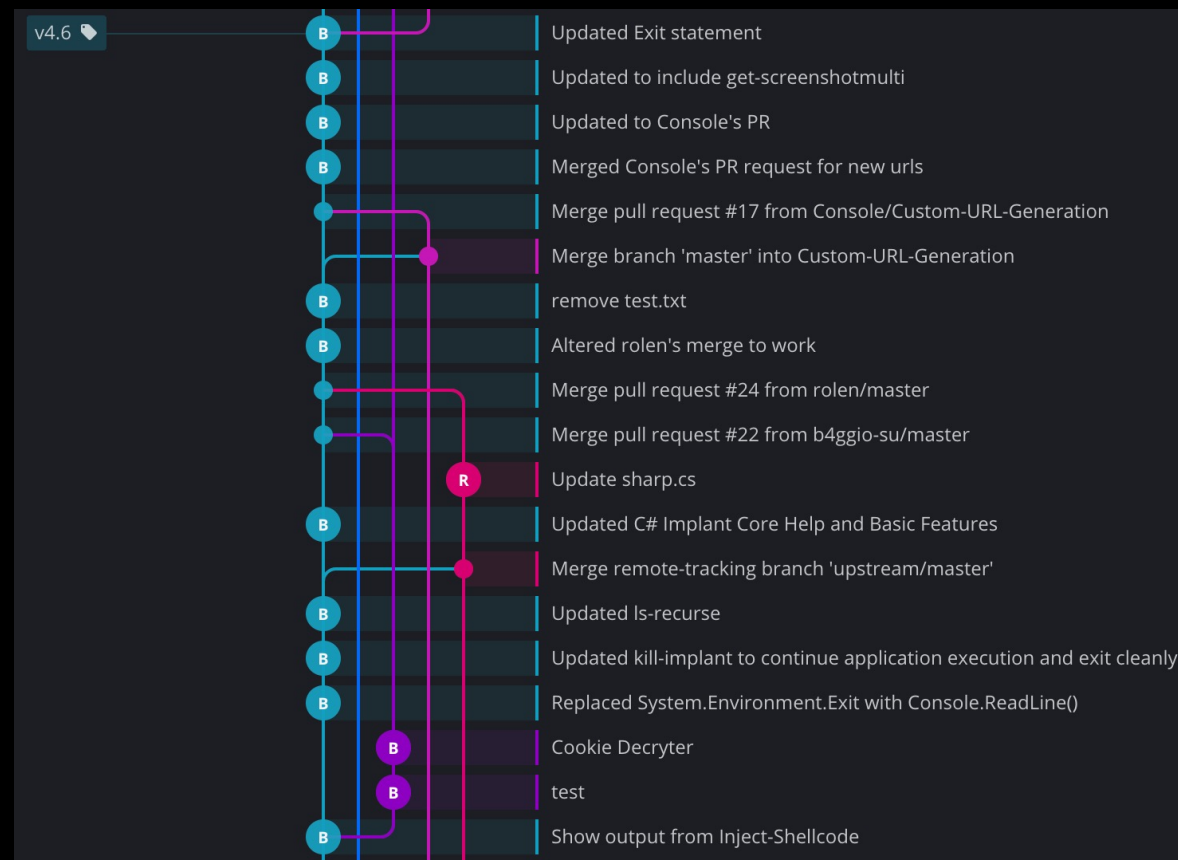 v4.6 B Updated Exit statement
B Updated to include get-screenshotmulti
B Updated to Console's PR
B Merged Console's PR request for new urls
Merge pull request #17 from Console/Custom-URL-Generation
Merge branch 'master' into Custom-URL-Generation
B remove test.txt
B Altered rolen's merge to work
Merge pull request #24 from rolen/master
Merge pull request #22 from b4ggio-su/master
R Update sharp.cs
B Updated C# Implant Core Help and Basic Features
Merge remote-tracking branch 'upstream/master'
B Updated ls-recurse
B Updated kill-implant to continue application execution and exit cleanly
B Replaced System.Environment.Exit with Console.ReadLine()
B Cookie Decryter
B test
B Show output from Inject-Shellcode